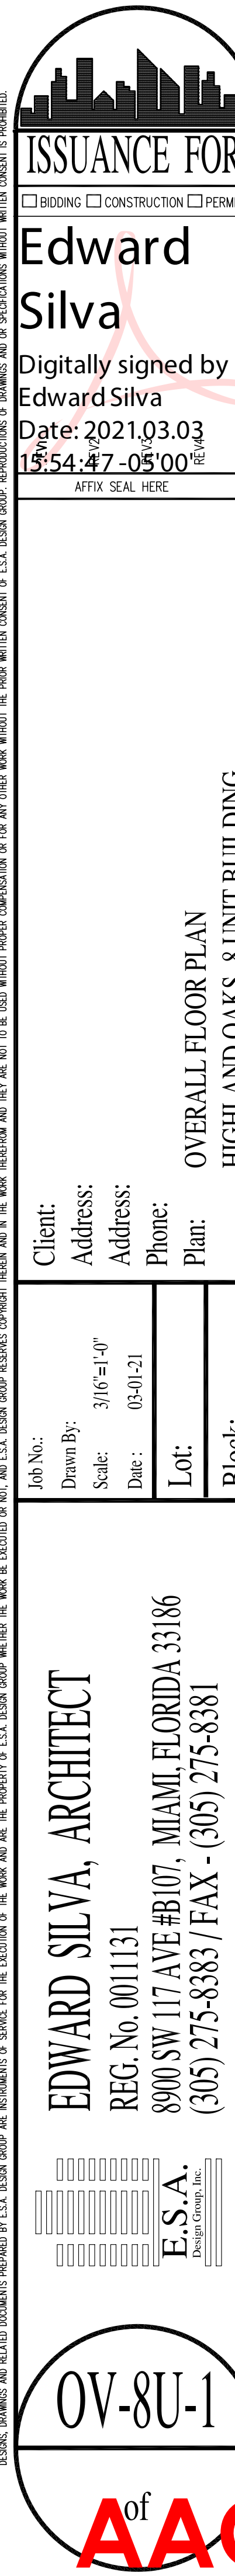 ISSUANCE FOR
BIDDING CONSTRUCTION
Edward
Silva
Digitally signed by
Edward Silva
Date: 2021.03.03
15:54:47 -05'00'
REV2
REV3
REV4
AFFIX SEAL HERE
Client:
Address:
Address:
Phone:
Plan: OVERALL FLOOR PLAN
HIGHLAND OAKS 8 UNIT BUILDING
Job No.:
Drawn By:
Scale: 3/16"=1'-0"
Date : 03-01-21
Lot:
Block:
EDWARD SILVA, ARCHITECT
REG. No. 00111131
8900 SW 117 AVE #B107, MIAMI, FLORIDA 33186
(305) 275-8383 / FAX - (305) 275-8381
E.S.A.
Design Group, Inc.
OV-8U-1
of
DESIGNS, DRAWINGS AND RELATED DOCUMENTS PREPARED BY E.S.A. DESIGN GROUP ARE INSTRUMENTS OF SERVICE FOR THE EXECUTION OF THE WORK AND ARE THE PROPERTY OF E.S.A. DESIGN GROUP WHETHER THE WORK BE EXECUTED OR NOT, AND E.S.A. DESIGN GROUP RESERVES COPYRIGHT THEREIN AND IN THE WORK THEREFROM AND THEY ARE NOT TO BE USED WITHOUT PROPER COMPENSATION OR FOR ANY OTHER WORK WITHOUT THE PRIOR WRITTEN CONSENT OF E.S.A. DESIGN GROUP. REPRODUCTIONS OF DRAWINGS AND OR SPECIFICATIONS WITHOUT WRITTEN CONSENT IS PROHIBITED.